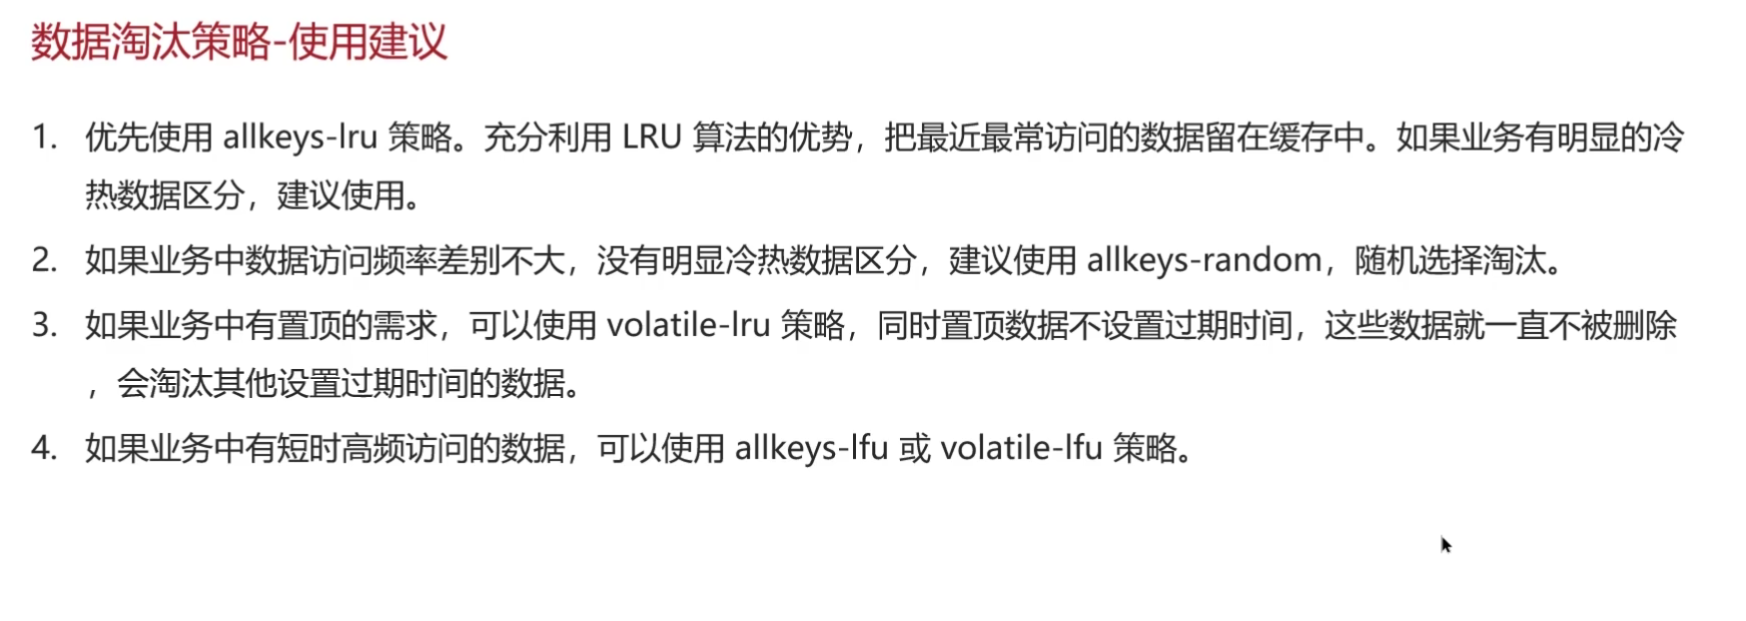 数据淘汰策略-使用建议
1. 优先使用 allkeys-lru 策略。充分利用 LRU 算法的优势，把最近最常访问的数据留在缓存中。如果业务有明显的冷
热数据区分，建议使用。
2. 如果业务中数据访问频率差别不大，没有明显冷热数据区分，建议使用 allkeys-random，随机选择淘汰。
3. 如果业务中有置顶的需求，可以使用 volatile-lru 策略，同时置顶数据不设置过期时间，这些数据就一直不被删除
，会淘汰其他设置过期时间的数据。
4. 如果业务中有短时高频访问的数据，可以使用 allkeys-lfu 或 volatile-lfu 策略。